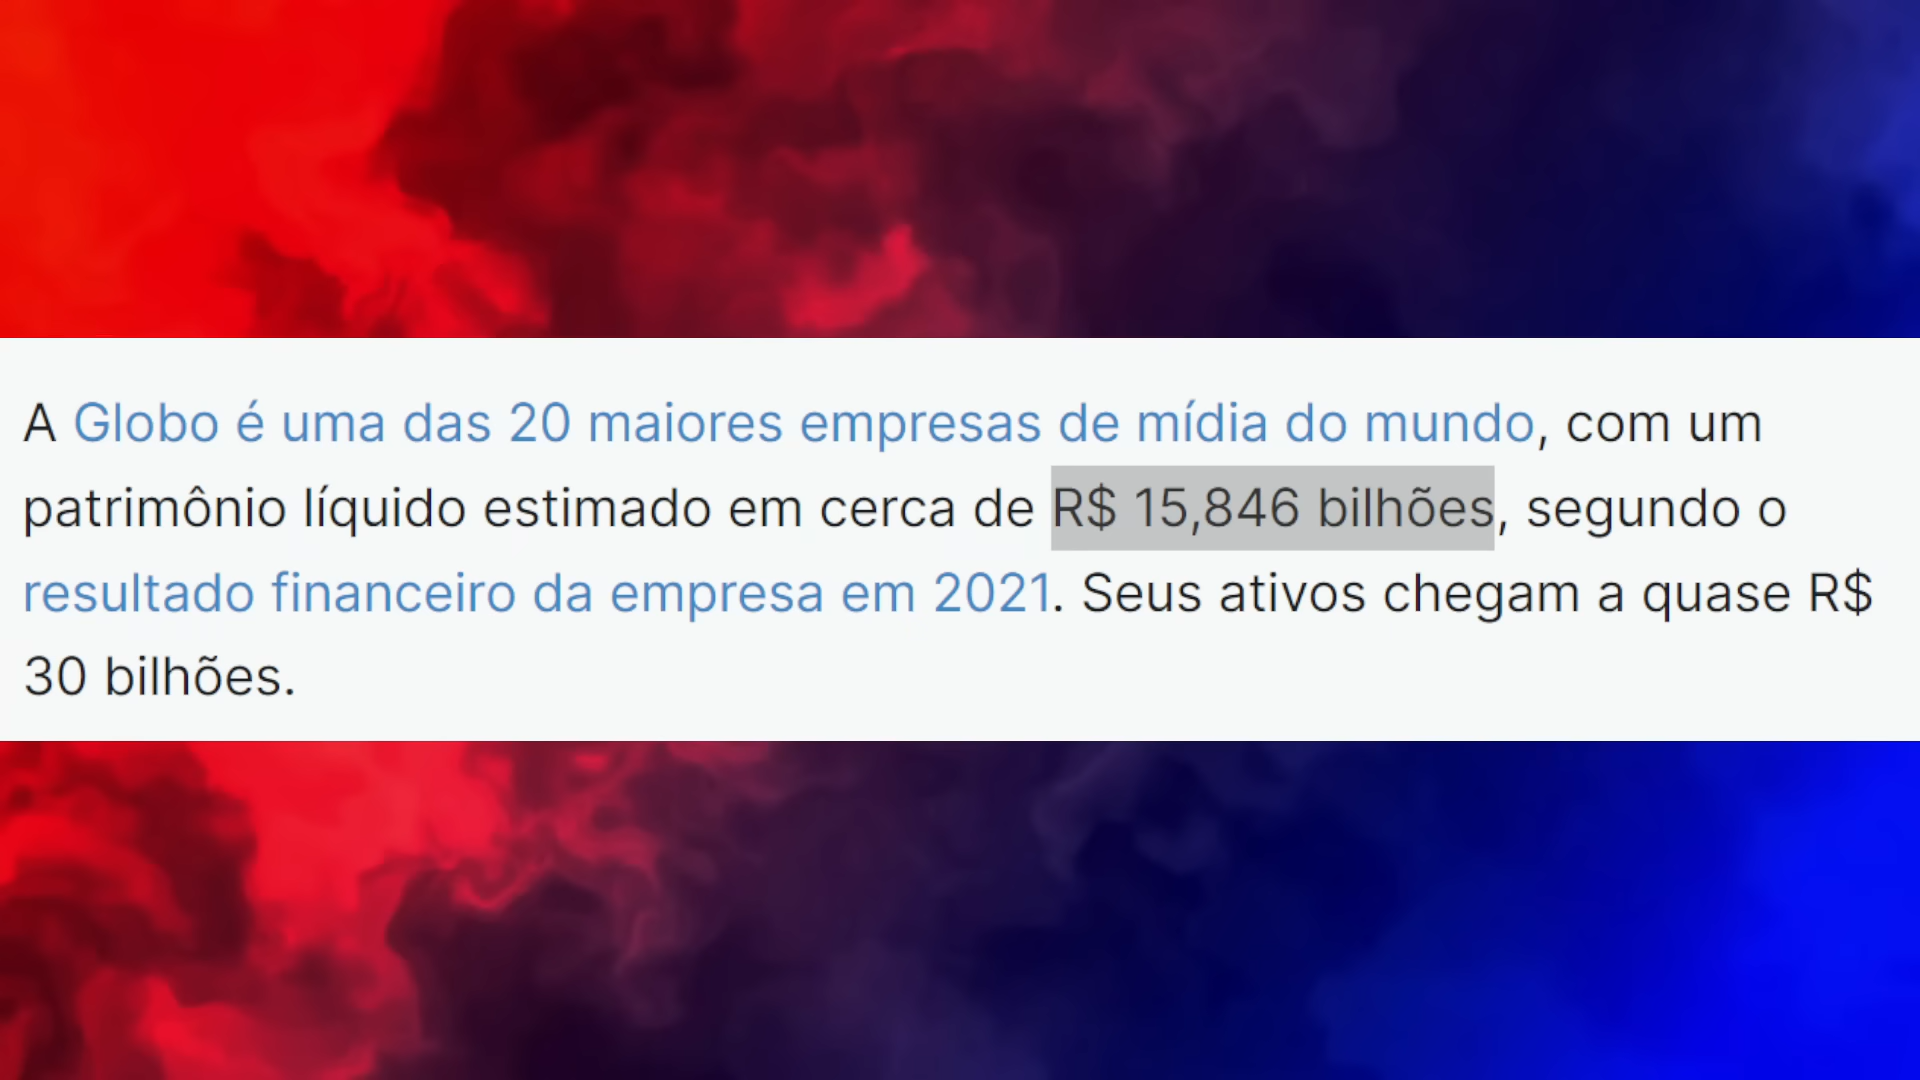 A Globo é uma das 20 maiores empresas de mídia do mundo, com um
patrimônio líquido estimado em cerca de R$ 15,846 bilhões, segundo o
resultado financeiro da empresa em 2021. Seus ativos chegam a quase R$
30 bilhões.